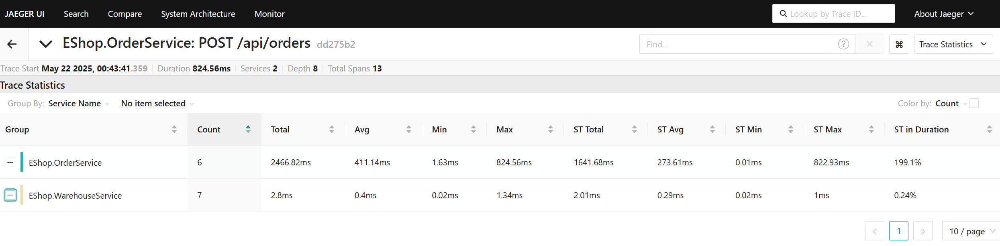 JAEGER UI Search Compare System Architecture Monitor Lookup by Trace ID... About Jaeger
EShop.OrderService: POST /api/orders dd275b2 Find... ? ⌘ Trace Statistics
Trace Start May 22 2025, 00:43:41.359 Duration 824.56ms Services 2 Depth 8 Total Spans 13
Trace Statistics
Group By: Service Name No item selected Color by: Count
Group Count Total Avg Min Max ST Total ST Avg ST Min ST Max ST in Duration
EShop.OrderService 6 2466.82ms 411.14ms 1.63ms 824.56ms 1641.68ms 273.61ms 0.01ms 822.93ms 199.1%
EShop.WarehouseService 7 2.8ms 0.4ms 0.02ms 1.34ms 2.01ms 0.29ms 0.02ms 1ms 0.24%
< 1 > 10 / page